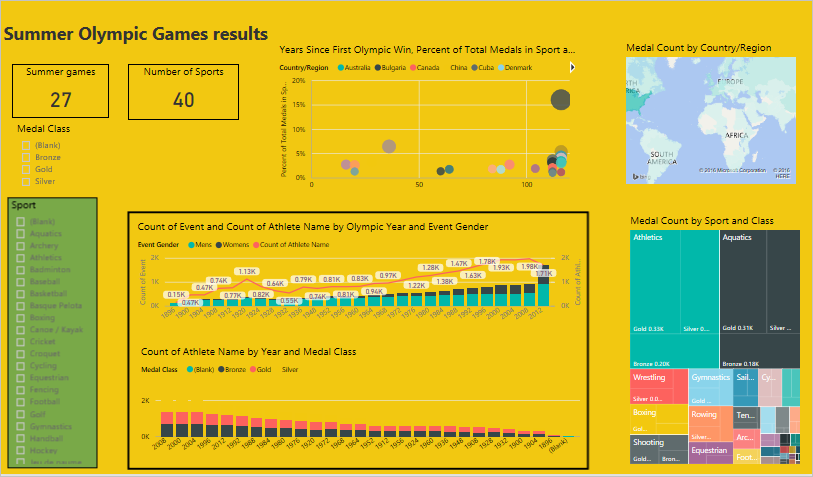 Summer Olympic Games results
Summer games
27
Number of Sports
40
Medal Class
(Blank)
Bronze
Gold
Silver
Sport
(Blank)
Aquatics
Archery
Athletics
Badminton
Baseball
Basketball
Basque Pelota
Boxing
Canoe / Kayak
Cricket
Croquet
Cycling
Equestrian
Fencing
Football
Golf
Gymnastics
Handball
Hockey
Jeu de paume
Years Since First Olympic Win, Percent of Total Medals in Sport a...
Country/Region Australia Bulgaria Canada China Cuba Denmark
Percent of Total Medals in Sp...
20%
15%
10%
5%
0%
0 50 100
Medal Count by Country/Region
EUROPE
AFRICA
SOUTH
AMERICA
bing
© 2016 Microsoft Corporation © 2016
HERE
Count of Event and Count of Athlete Name by Olympic Year and Event Gender
Event Gender Mens Womens Count of Athlete Name
Count of Event
2K
1K
0K
0.15K 0.47K 0.47K 0.74K 0.77K 1.13K 0.82K 0.64K 0.55K 0.79K 0.74K 0.81K 0.81K 0.83K 0.94K 0.97K 1.22K 1.28K 1.38K 1.47K 1.63K 1.78K 1.93K 1.98K 1.71K
2K
1K
0K
Count of Athl...
1896 1900 1904 1908 1912 1920 1924 1928 1932 1936 1948 1952 1956 1960 1964 1968 1972 1976 1980 1984 1988 1992 1996 2000 2004 2008 2012
Count of Athlete Name by Year and Medal Class
Medal Class (Blank) Bronze Gold Silver
2K
0K
2008 2000 2004 1996 2012 1992 1988 1984 1980 1976 1920 1972 1968 1964 1952 1912 1956 1924 1960 1936 1948 1908 1928 1932 1900 1904 1896 (Blank)
Medal Count by Sport and Class
Athletics
Gold 0.33K
Silver 0...
Bronze 0.20K
Aquatics
Gold 0.31K
Silver ...
Bronze 0.18K
Wrestling
Silver 0.0...
Boxing
Gol...
Shooting
Gold...
Bron...
Gymnastics
Gold ...
Rowing
Silver...
Equestrian
Sail...
Cy...
Ten...
Arc...
Foot...